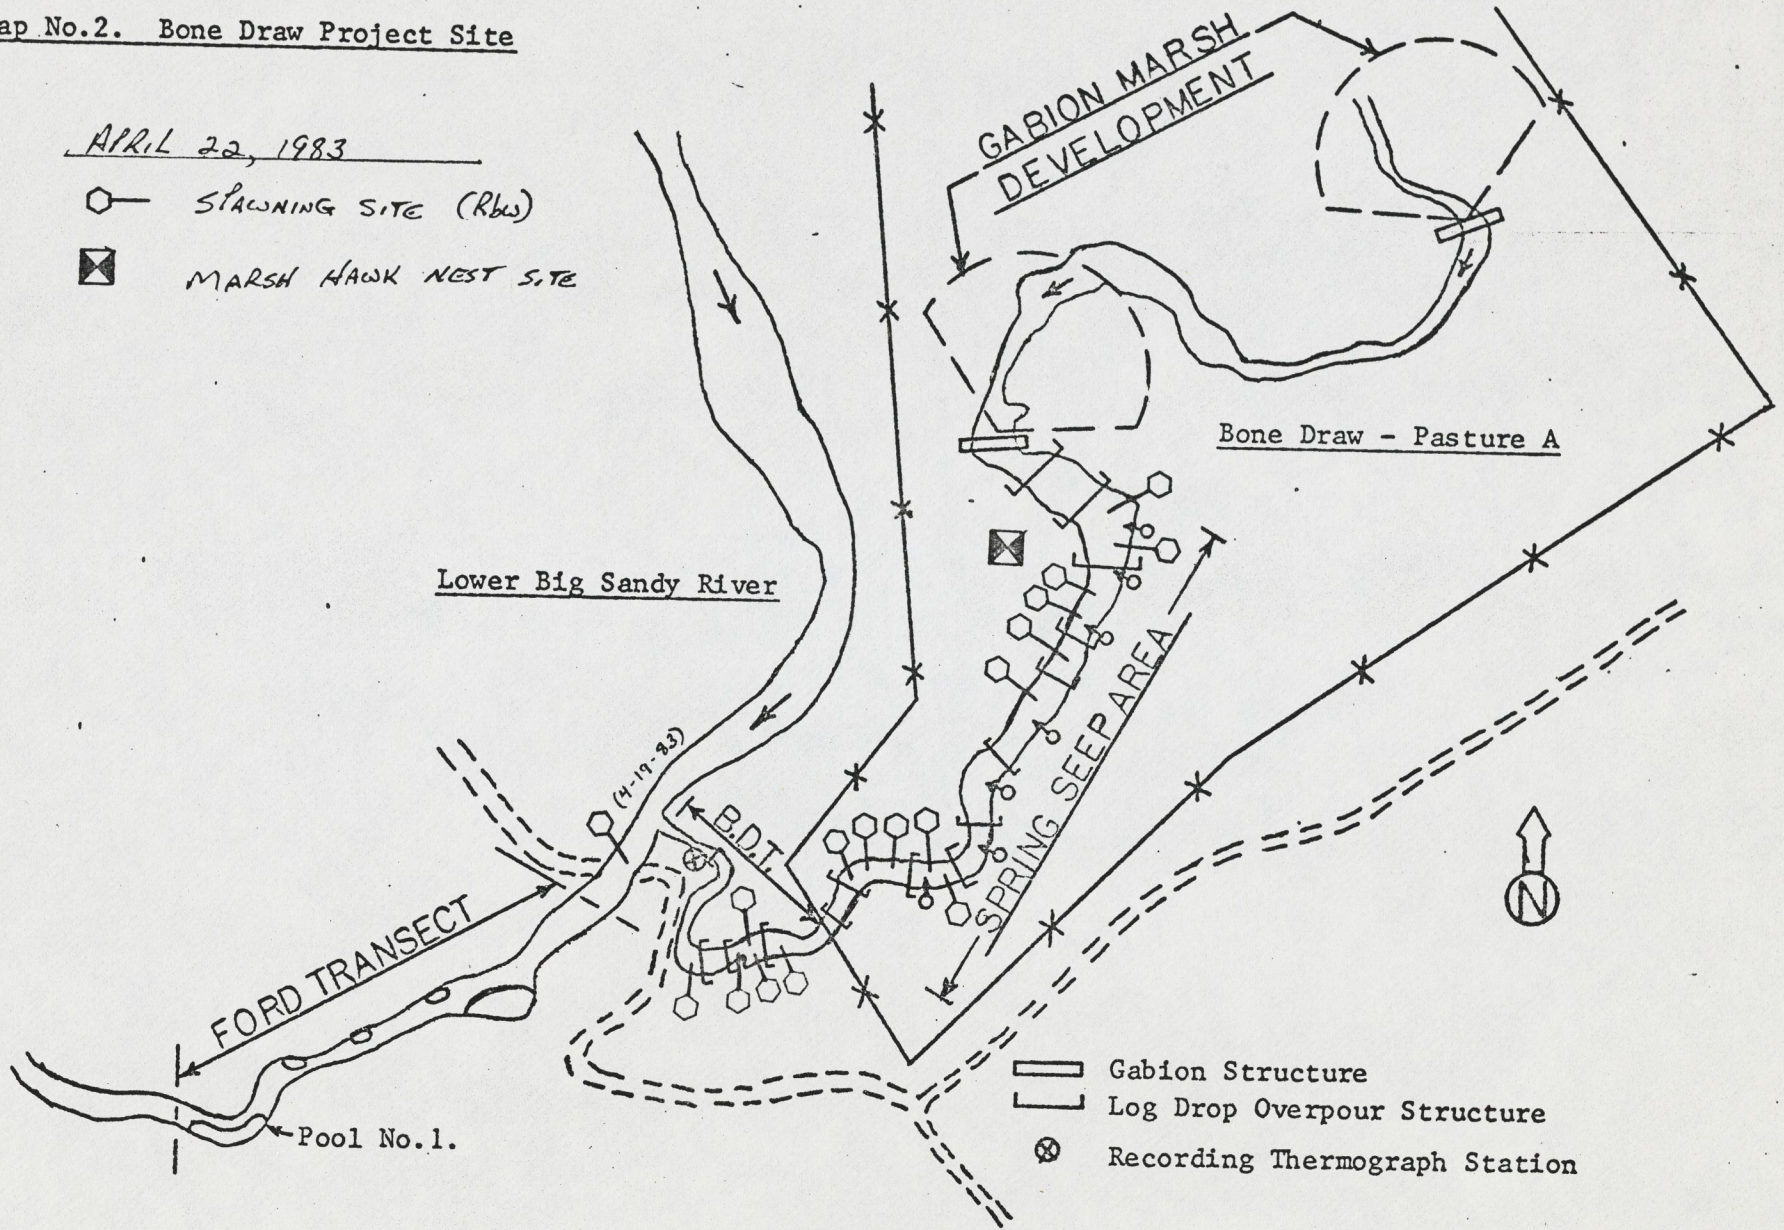 ap No.2. Bone Draw Project Site
APRIL 22, 1983
SPAWNING SITE (Rbw)
MARSH HAWK NEST SITE
GABION MARSH
DEVELOPMENT
Bone Draw - Pasture A
Lower Big Sandy River
SPRING SEEP AREA
(4-19-83)
B.D.T.
FORD TRANSECT
N
Pool No.1.
Gabion Structure
Log Drop Overpour Structure
Recording Thermograph Station